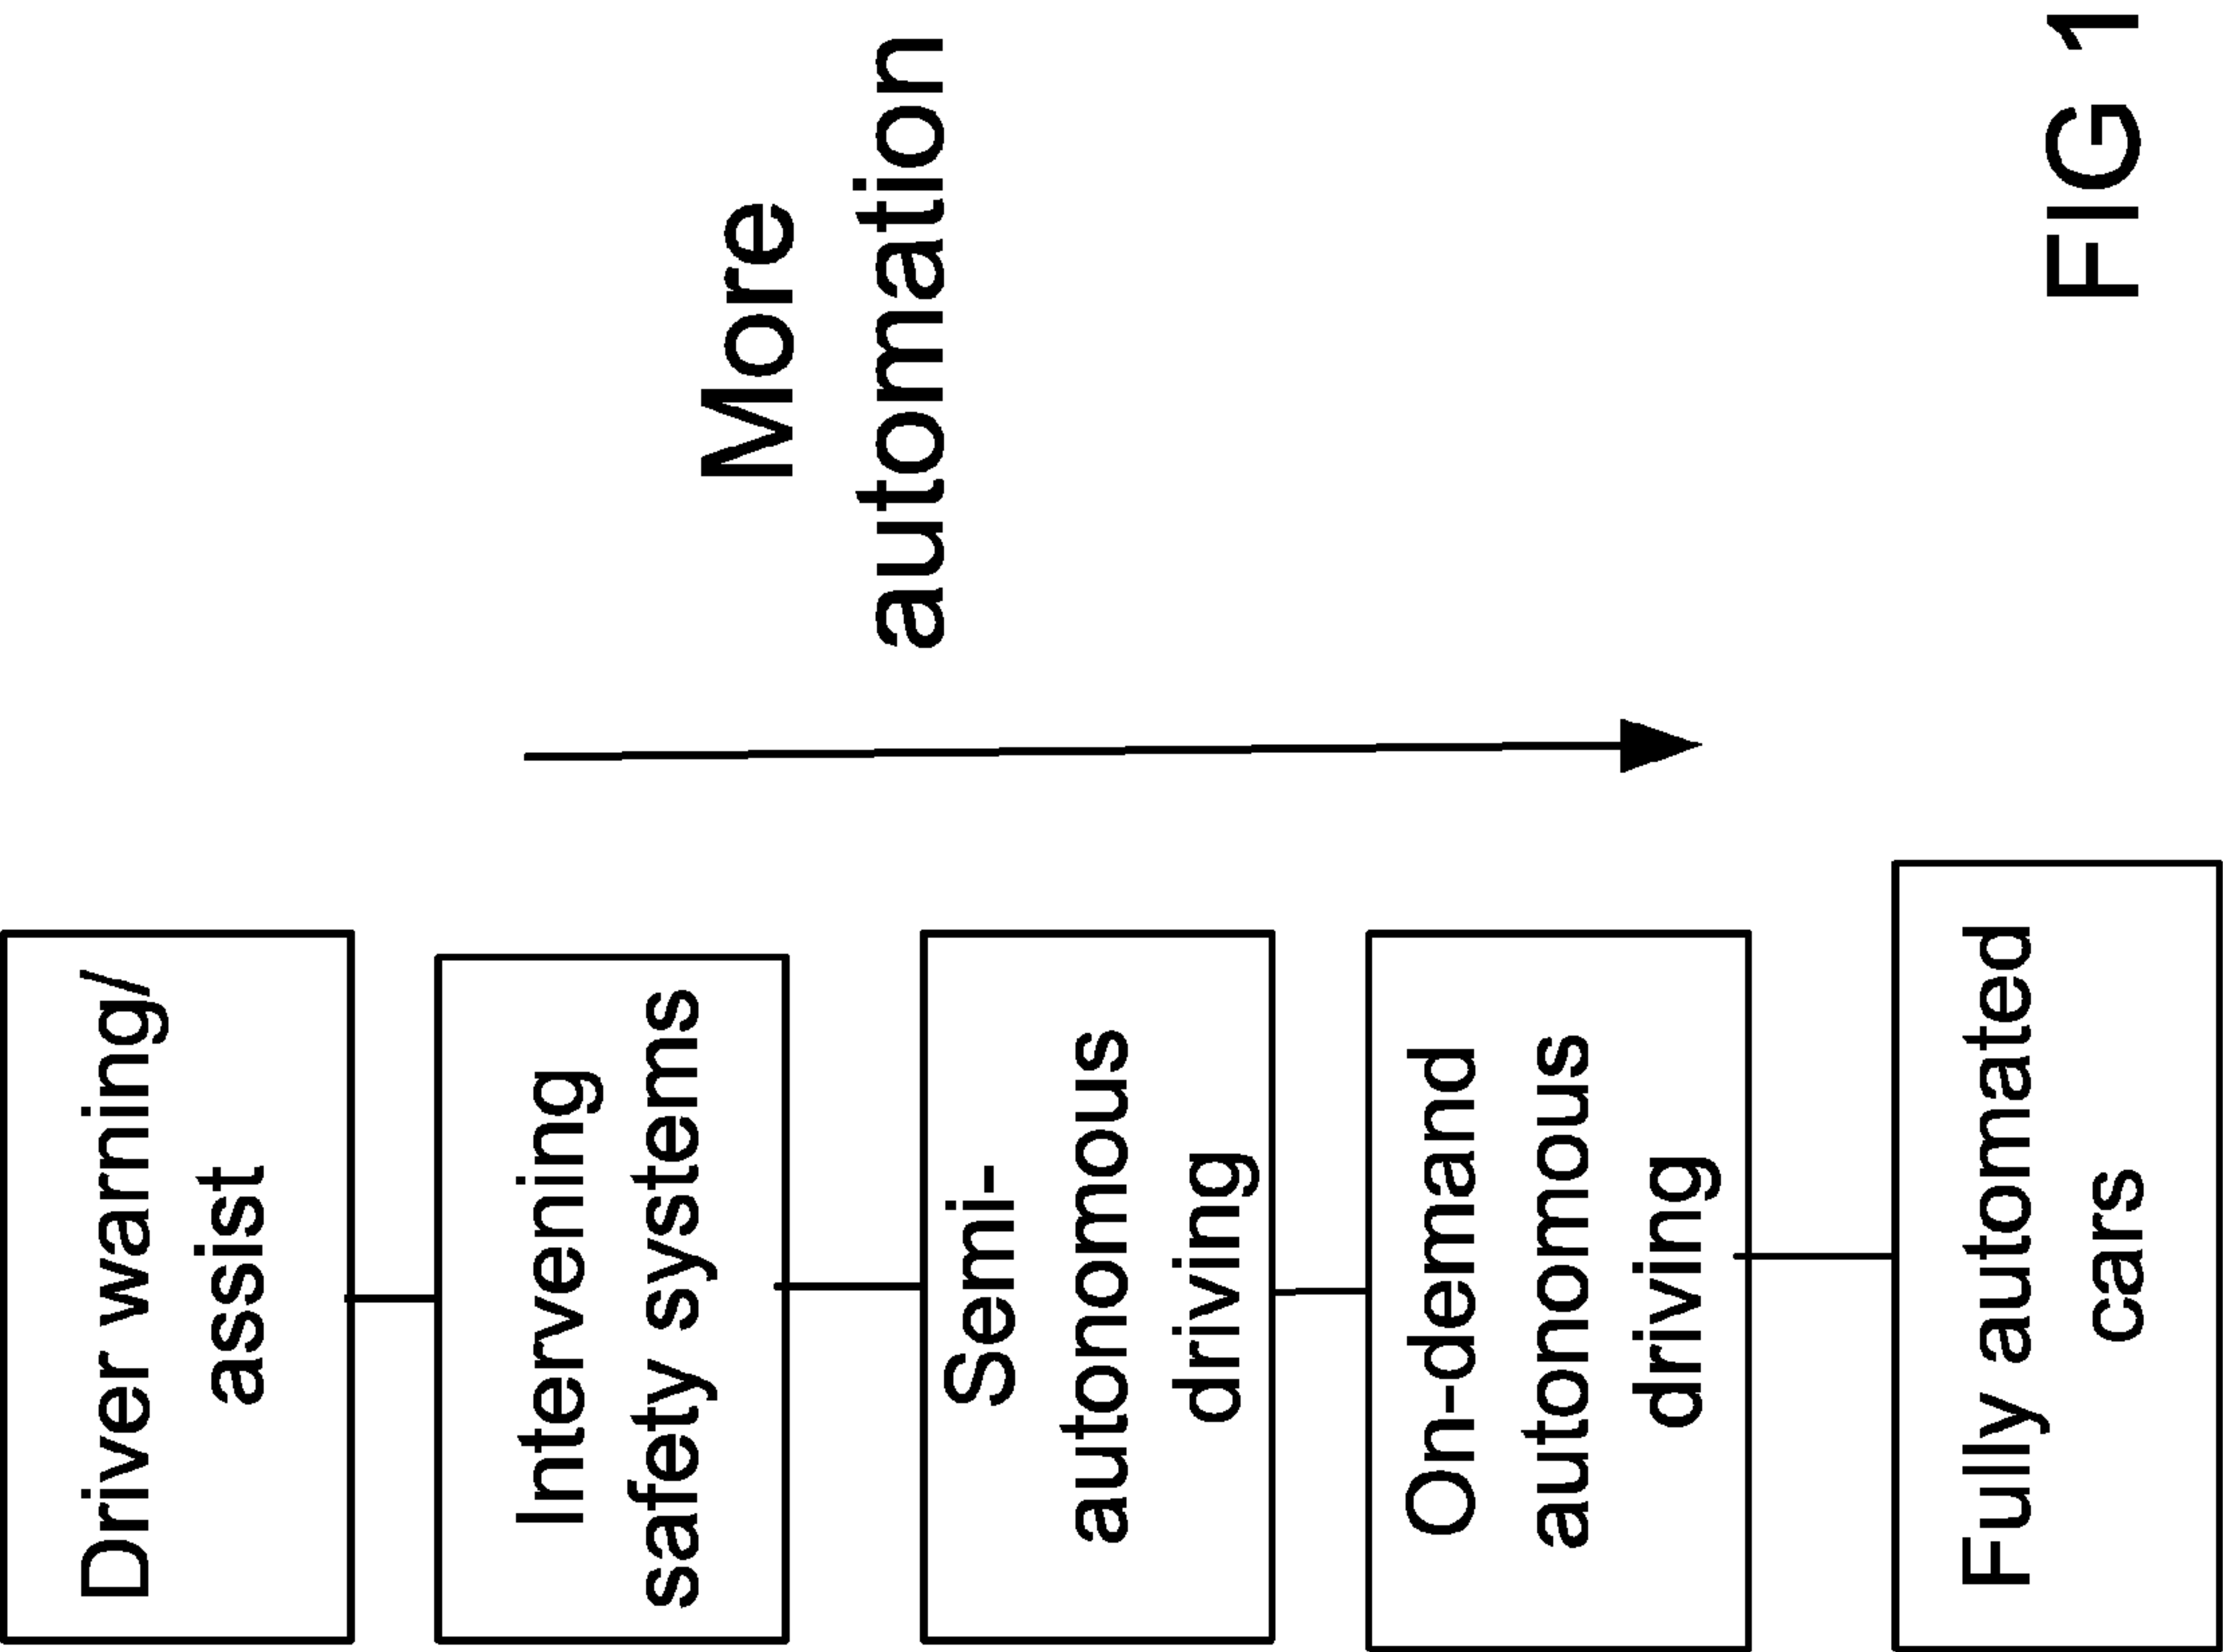 Driver warning/
assist
Intervening
safety systems
Semi-
autonomous
driving
On-demand
autonomous
driving
Fully automated
cars
More
automation
FIG 1